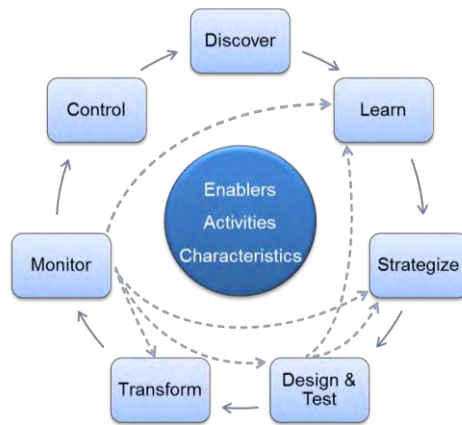 Discover
Control
Learn
Enablers
Activities
Characteristics
Monitor
Strategize
Transform
Design &
Test